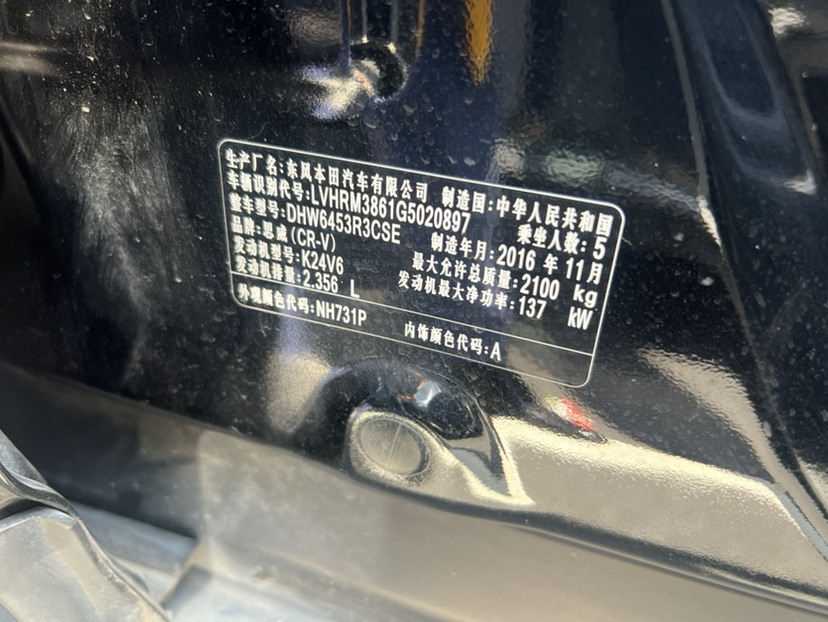 生产厂名:东风本田汽车有限公司 制造国:中华人民共和国
车辆识别代号:LVHRM3861G5020897 乘坐人数:5
整车型号:DHW6453R3CSE 制造年月:2016 年 11月
品牌:思威(CR-V) 最大允许总质量:2100 kg
发动机型号:K24V6 发动机最大净功率:137 kW
发动机排量:2.356 L
外观颜色代码:NH731P 内饰颜色代码:A